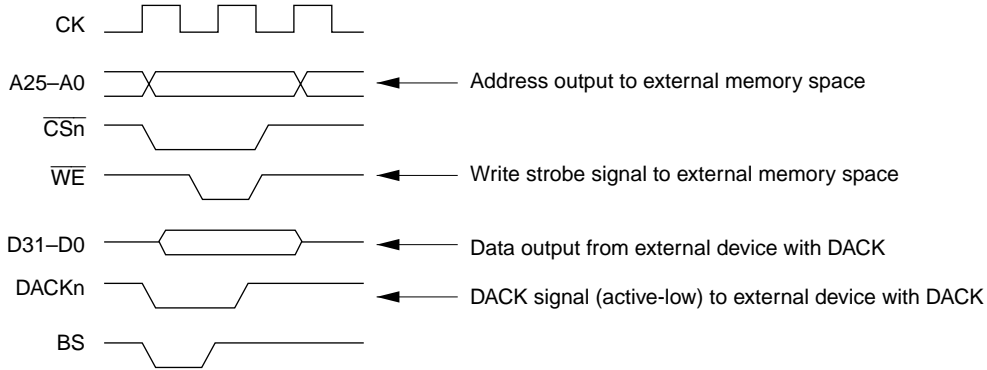 CK
A25–A0 Address output to external memory space
CSn
WE Write strobe signal to external memory space
D31–D0 Data output from external device with DACK
DACKn DACK signal (active-low) to external device with DACK
BS